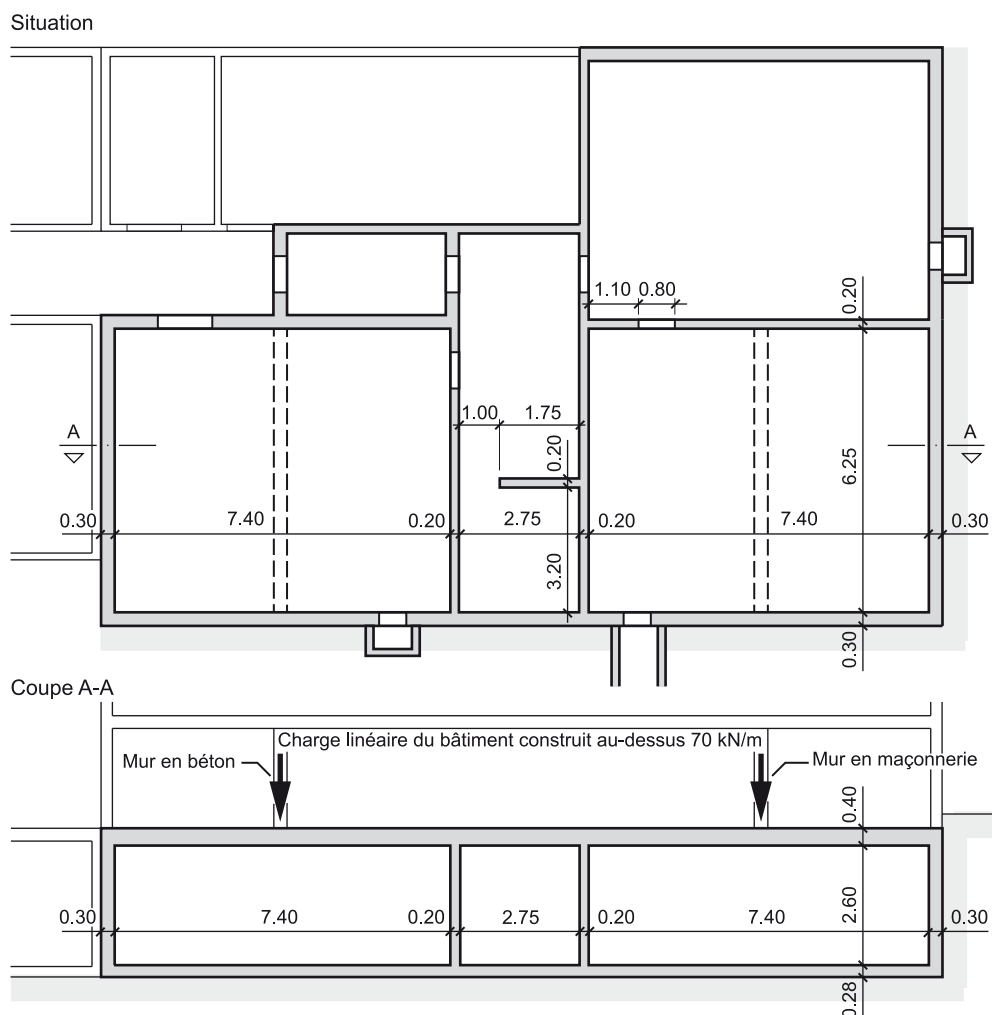 Situation
1.10 0.80
0.20
1.00 1.75
A
A
0.20
6.25
0.30 7.40 0.20 2.75 0.20 7.40 0.30
3.20
0.30
Coupe A-A
Charge linéaire du bâtiment construit au-dessus 70 kN/m
Mur en béton
Mur en maçonnerie
0.40
0.30 7.40 0.20 2.75 0.20 7.40 0.30
2.60
0.28